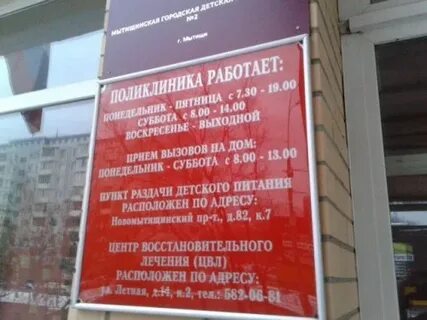 МЫТИЩИНСКАЯ ГОРОДСКАЯ ДЕТСКАЯ
№2
г. Мытищи
ПОЛИКЛИНИКА РАБОТАЕТ:
ПОНЕДЕЛЬНИК - ПЯТНИЦА с 7.30 - 19.00
СУББОТА с 8.00 - 14.00
ВОСКРЕСЕНЬЕ - ВЫХОДНОЙ
ПРИЕМ ВЫЗОВОВ НА ДОМ:
ПОНЕДЕЛЬНИК - СУББОТА с 8.00 - 13.00
ПУНКТ РАЗДАЧИ ДЕТСКОГО ПИТАНИЯ
РАСПОЛОЖЕН ПО АДРЕСУ:
Новомытищинский пр-т., д.82, к.7
ЦЕНТР ВОССТАНОВИТЕЛЬНОГО
ЛЕЧЕНИЯ (ЦВЛ)
РАСПОЛОЖЕН ПО АДРЕСУ:
ул. Летная, д.14, к.2, тел.: 582-06-81